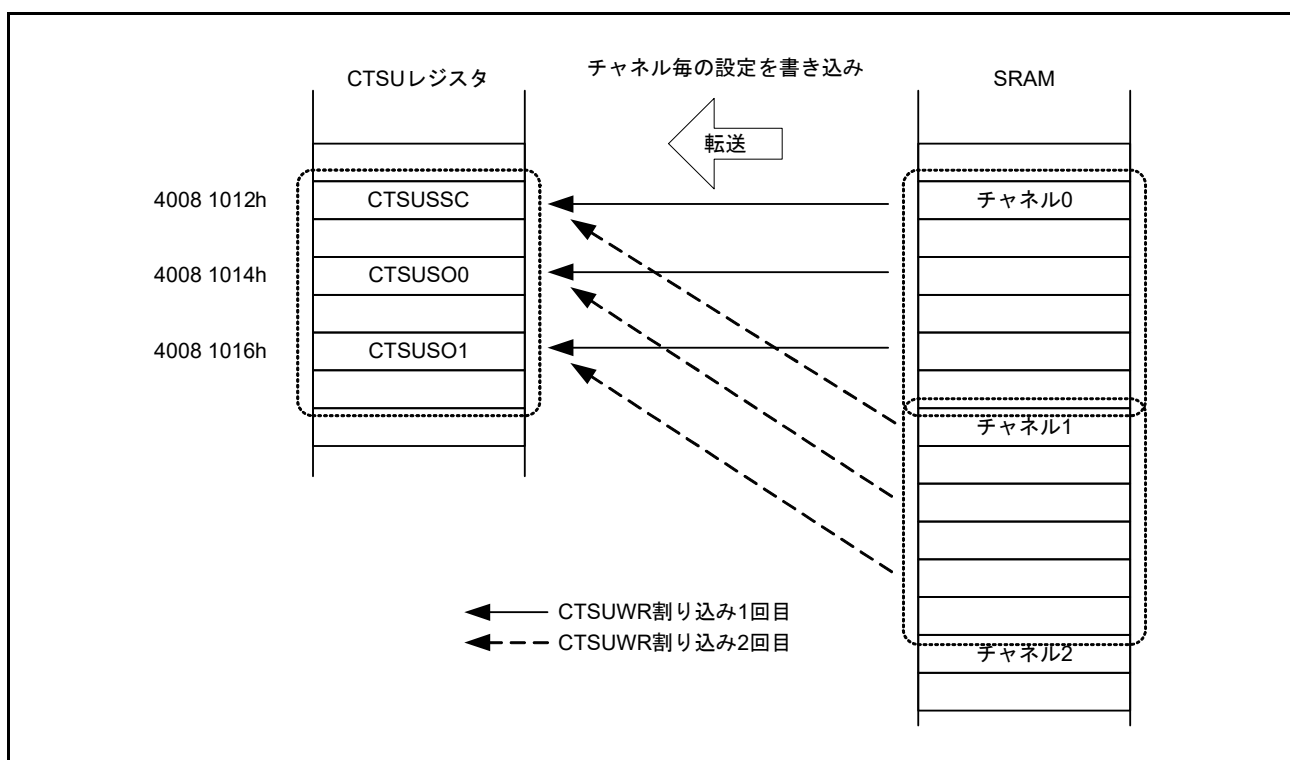 CTSUレジスタ
チャネル毎の設定を書き込み
SRAM
転送
4008 1012h
CTSUSSC
チャネル0
4008 1014h
CTSUSO0
4008 1016h
CTSUSO1
チャネル1
CTSUWR割り込み1回目
CTSUWR割り込み2回目
チャネル2